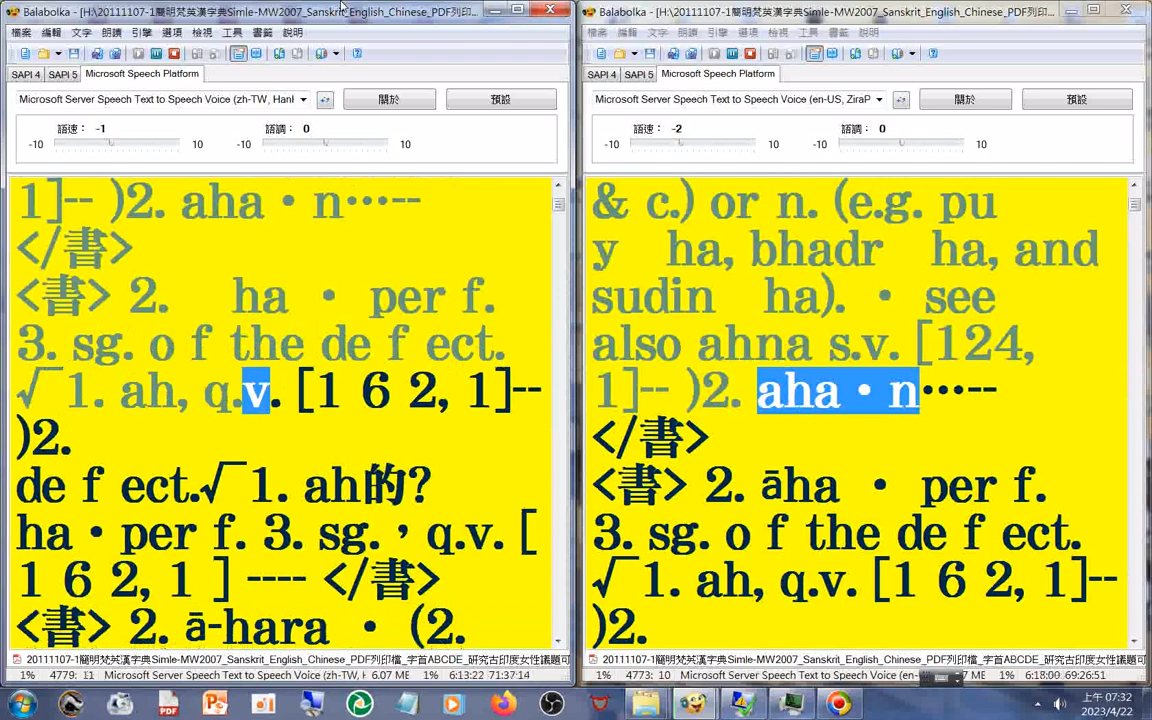 Balabolka - [H:\20111107-1簡明梵英漢字典Simle-MW2007_Sanskrit_English_Chinese_PDF列印...
檔案 編輯 文字 朗讀 引擎 選項 檢視 工具 書籤 說明
SAPI 4 SAPI 5 Microsoft Speech Platform
Microsoft Server Speech Text to Speech Voice (zh-TW, HanH 關於 預設
語速： -1 語調： 0
-10 10 -10 10
1]-- )2. aha•n…--
</書>
<書> 2. ha • per f.
3. sg. o f the de f ect.
√ 1. ah, q.v. [1 6 2, 1]--
)2.
de f ect.√ 1. ah的?
ha•per f. 3. sg.，q.v. [
1 6 2, 1 ] ---- </書>
<書> 2. ā-hara • (2.
20111107-1簡明梵英漢字典Simle-MW2007_Sanskrit_English_Chinese_PDF列印檔_字首ABCDE_研究古印度女性議題可
1% 4779: 11 Microsoft Server Speech Text to Speech Voice (zh-TW, H 6.07 ME 1% 6:13:22 71:37:14
Balabolka - [H:\20111107-1簡明梵英漢字典Simle-MW2007_Sanskrit_English_Chinese_PDF列印...
檔案 編輯 文字 朗讀 引擎 選項 檢視 工具 書籤 說明
SAPI 4 SAPI 5 Microsoft Speech Platform
Microsoft Server Speech Text to Speech Voice (en-US, ZiraP 關於 預設
語速： -2 語調： 0
-10 10 -10 10
& c.) or n. (e.g. pu
y ha, bhadr ha, and
sudin ha). • see
also ahna s.v. [124,
1]-- )2. aha•n…--
</書>
<書> 2. āha • per f.
3. sg. o f the de f ect.
√ 1. ah, q.v. [1 6 2, 1]--
)2.
20111107-1簡明梵英漢字典Simle-MW2007_Sanskrit_English_Chinese_PDF列印檔_字首ABCDE_研究古印度女性議題可
1% 4773: 10 Microsoft Server Speech Text to Speech Voice ME 1% 6:18:00 69:26:51
上午 07:32
2023/4/22